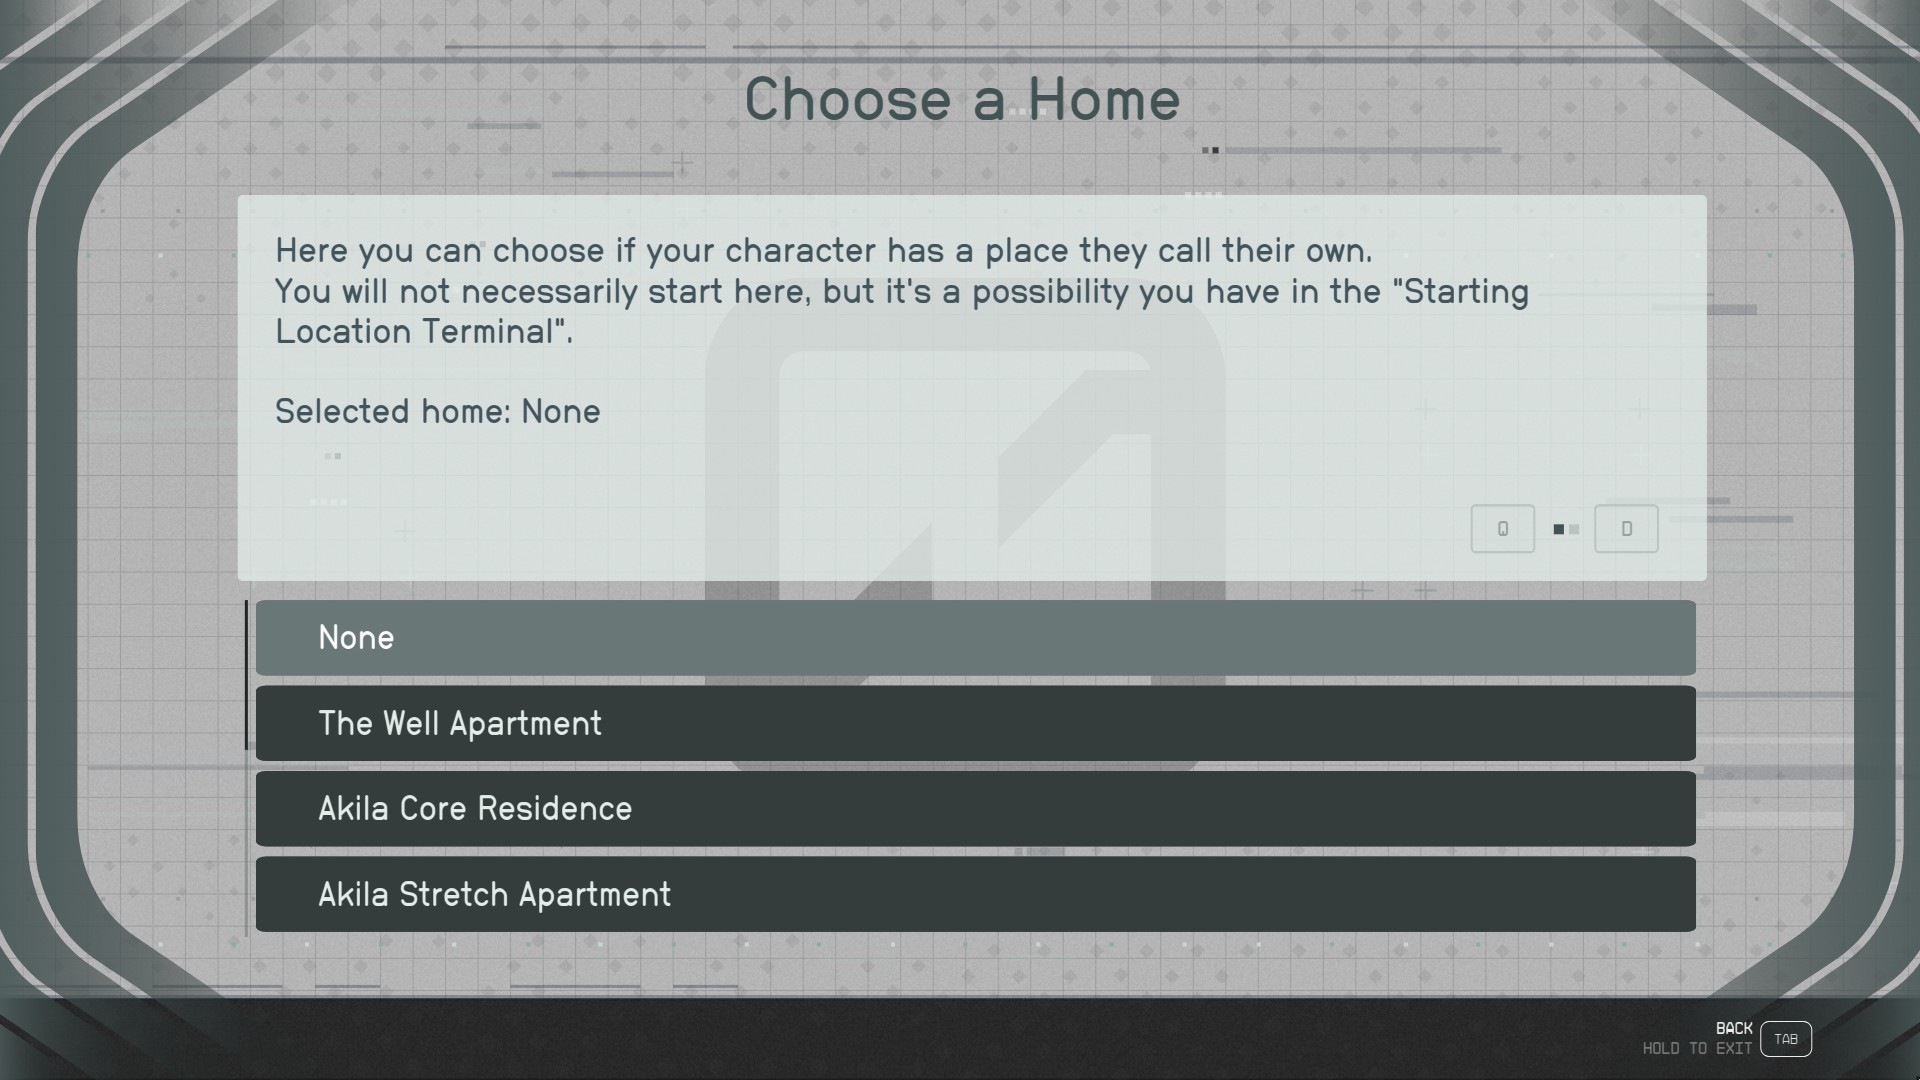 Choose a Home
Here you can choose if your character has a place they call their own.
You will not necessarily start here, but it's a possibility you have in the "Starting
Location Terminal".
Selected home: None
Q
D
None
The Well Apartment
Akila Core Residence
Akila Stretch Apartment
BACK
HOLD TO EXIT
TAB